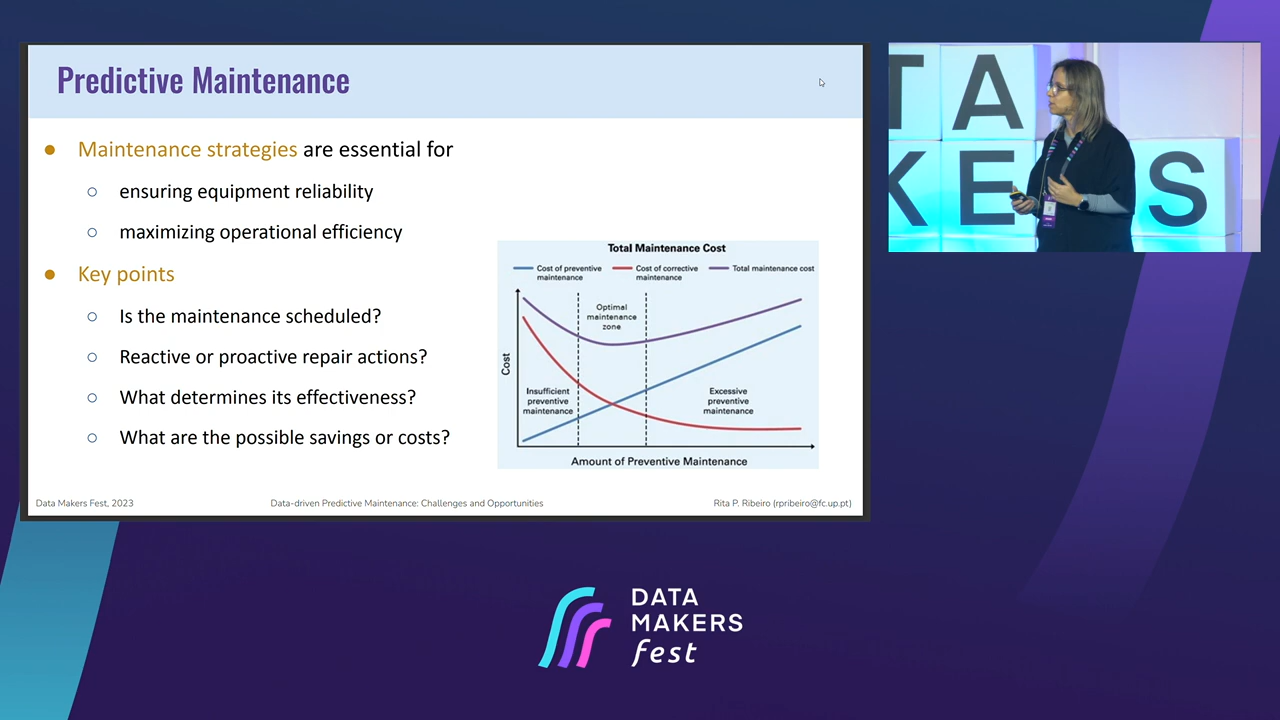 Predictive Maintenance
● Maintenance strategies are essential for
○ ensuring equipment reliability
○ maximizing operational efficiency
● Key points
○ Is the maintenance scheduled?
○ Reactive or proactive repair actions?
○ What determines its effectiveness?
○ What are the possible savings or costs?
Total Maintenance Cost
Cost of preventive
maintenance
Cost of corrective
maintenance
Total maintenance cost
Optimal
maintenance
zone
Cost
Insufficient
preventive
maintenance
Excessive
preventive
maintenance
Amount of Preventive Maintenance
Data Makers Fest, 2023
Data-driven Predictive Maintenance: Challenges and Opportunities
Rita P. Ribeiro (rpribeiro@fc.up.pt)
TA
KE S
DATA
MAKERS
fest